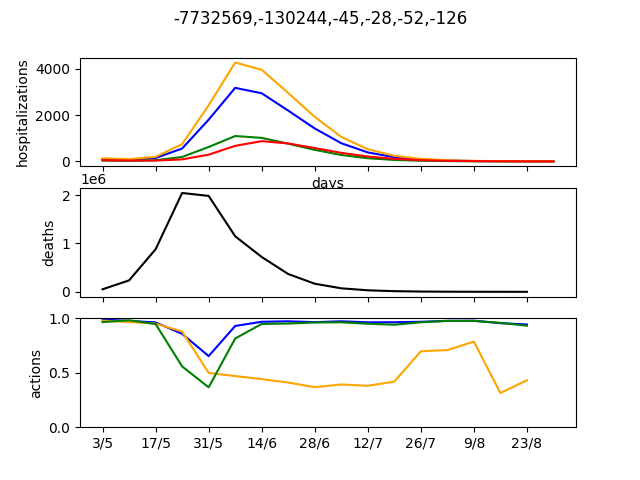 -7732569,-130244,-45,-28,-52,-126
hospitalizations
4000
2000
0
days
1e6
deaths
2
1
0
actions
1.0
0.5
0.0
3/5 17/5 31/5 14/6 28/6 12/7 26/7 9/8 23/8